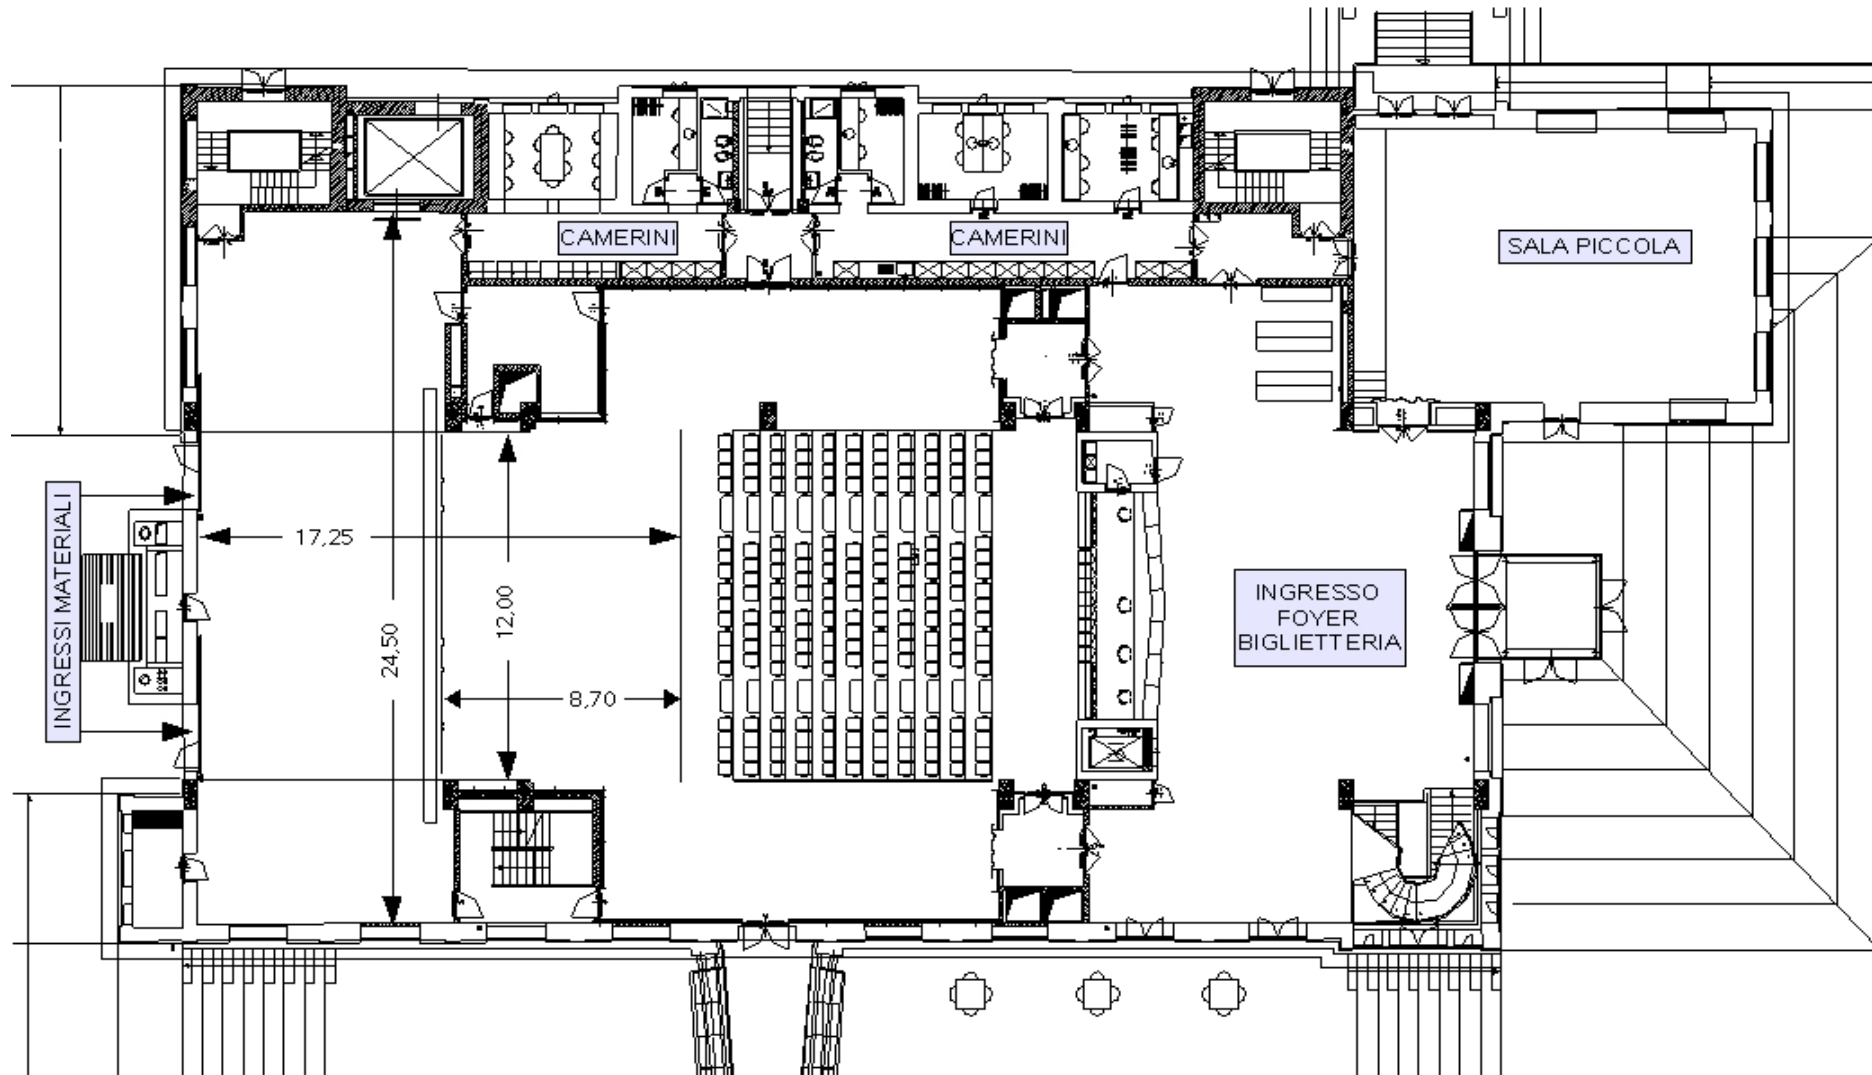 CAMERINI
CAMERINI
SALA PICCOLA
INGRESSI MATERIALI
17,25
24,50
12,00
8,70
INGRESSO
FOYER
BIGLIETTERIA